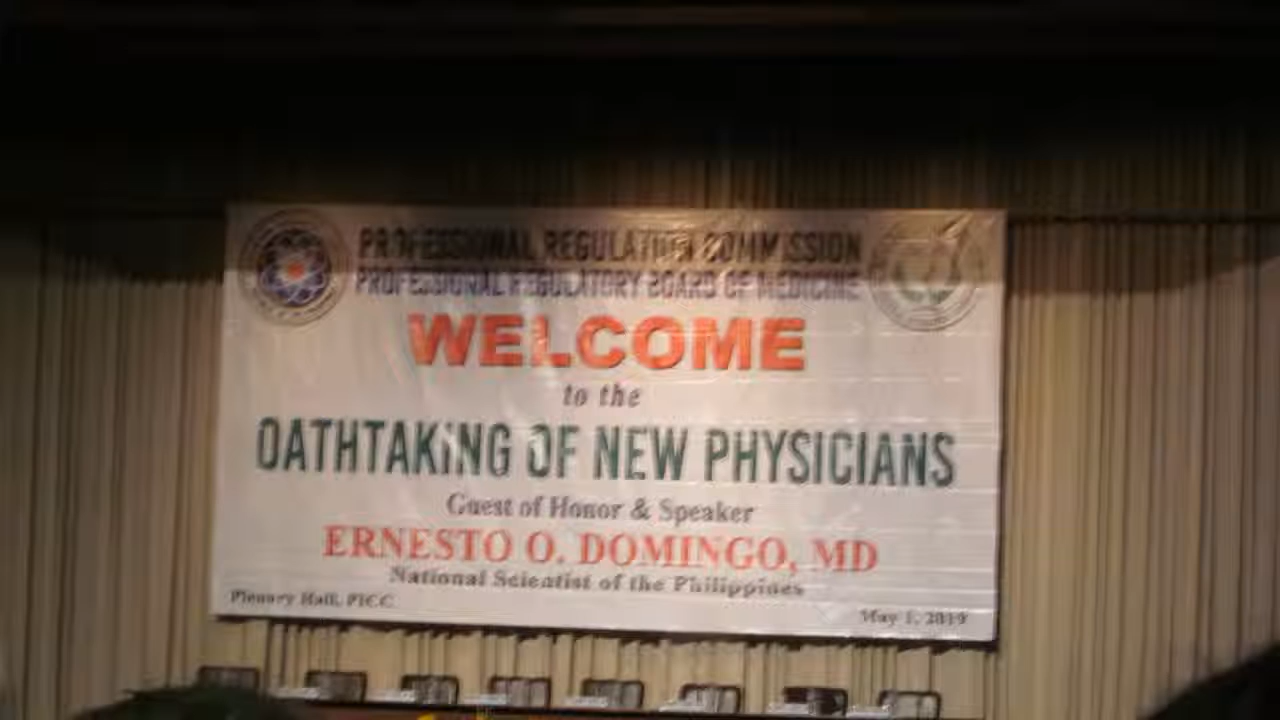 PROFESSIONAL REGULATION COMMISSION
PROFESSIONAL REGULATORY BOARD OF MEDICINE
WELCOME
to the
OATHTAKING OF NEW PHYSICIANS
Guest of Honor & Speaker
ERNESTO O. DOMINGO, MD
National Scientist of the Philippines
Plenary Hall, PICC
May 1, 2019